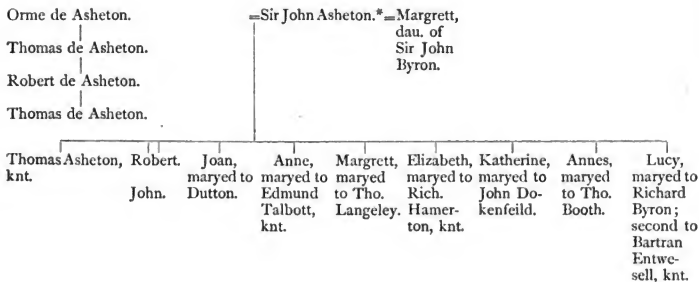 Orme de Asheton.
Thomas de Asheton.
Robert de Asheton.
Thomas de Asheton.
=Sir John Asheton.*=Margrett,
dau. of
Sir John
Byron.
Thomas Asheton,
knt.
Robert.
John.
Joan,
maryed to
Dutton.
Anne,
maryed to
Edmund
Talbott,
knt.
Margrett,
maryed
to Tho.
Langeley.
Elizabeth,
maryed to
Rich.
Hamer-
ton, knt.
Katherine,
maryed to
John Do-
kenfeild.
Annes,
maryed
to Tho.
Booth.
Lucy,
maryed to
Richard
Byron;
second to
Bartran
Entwe-
sell, knt.